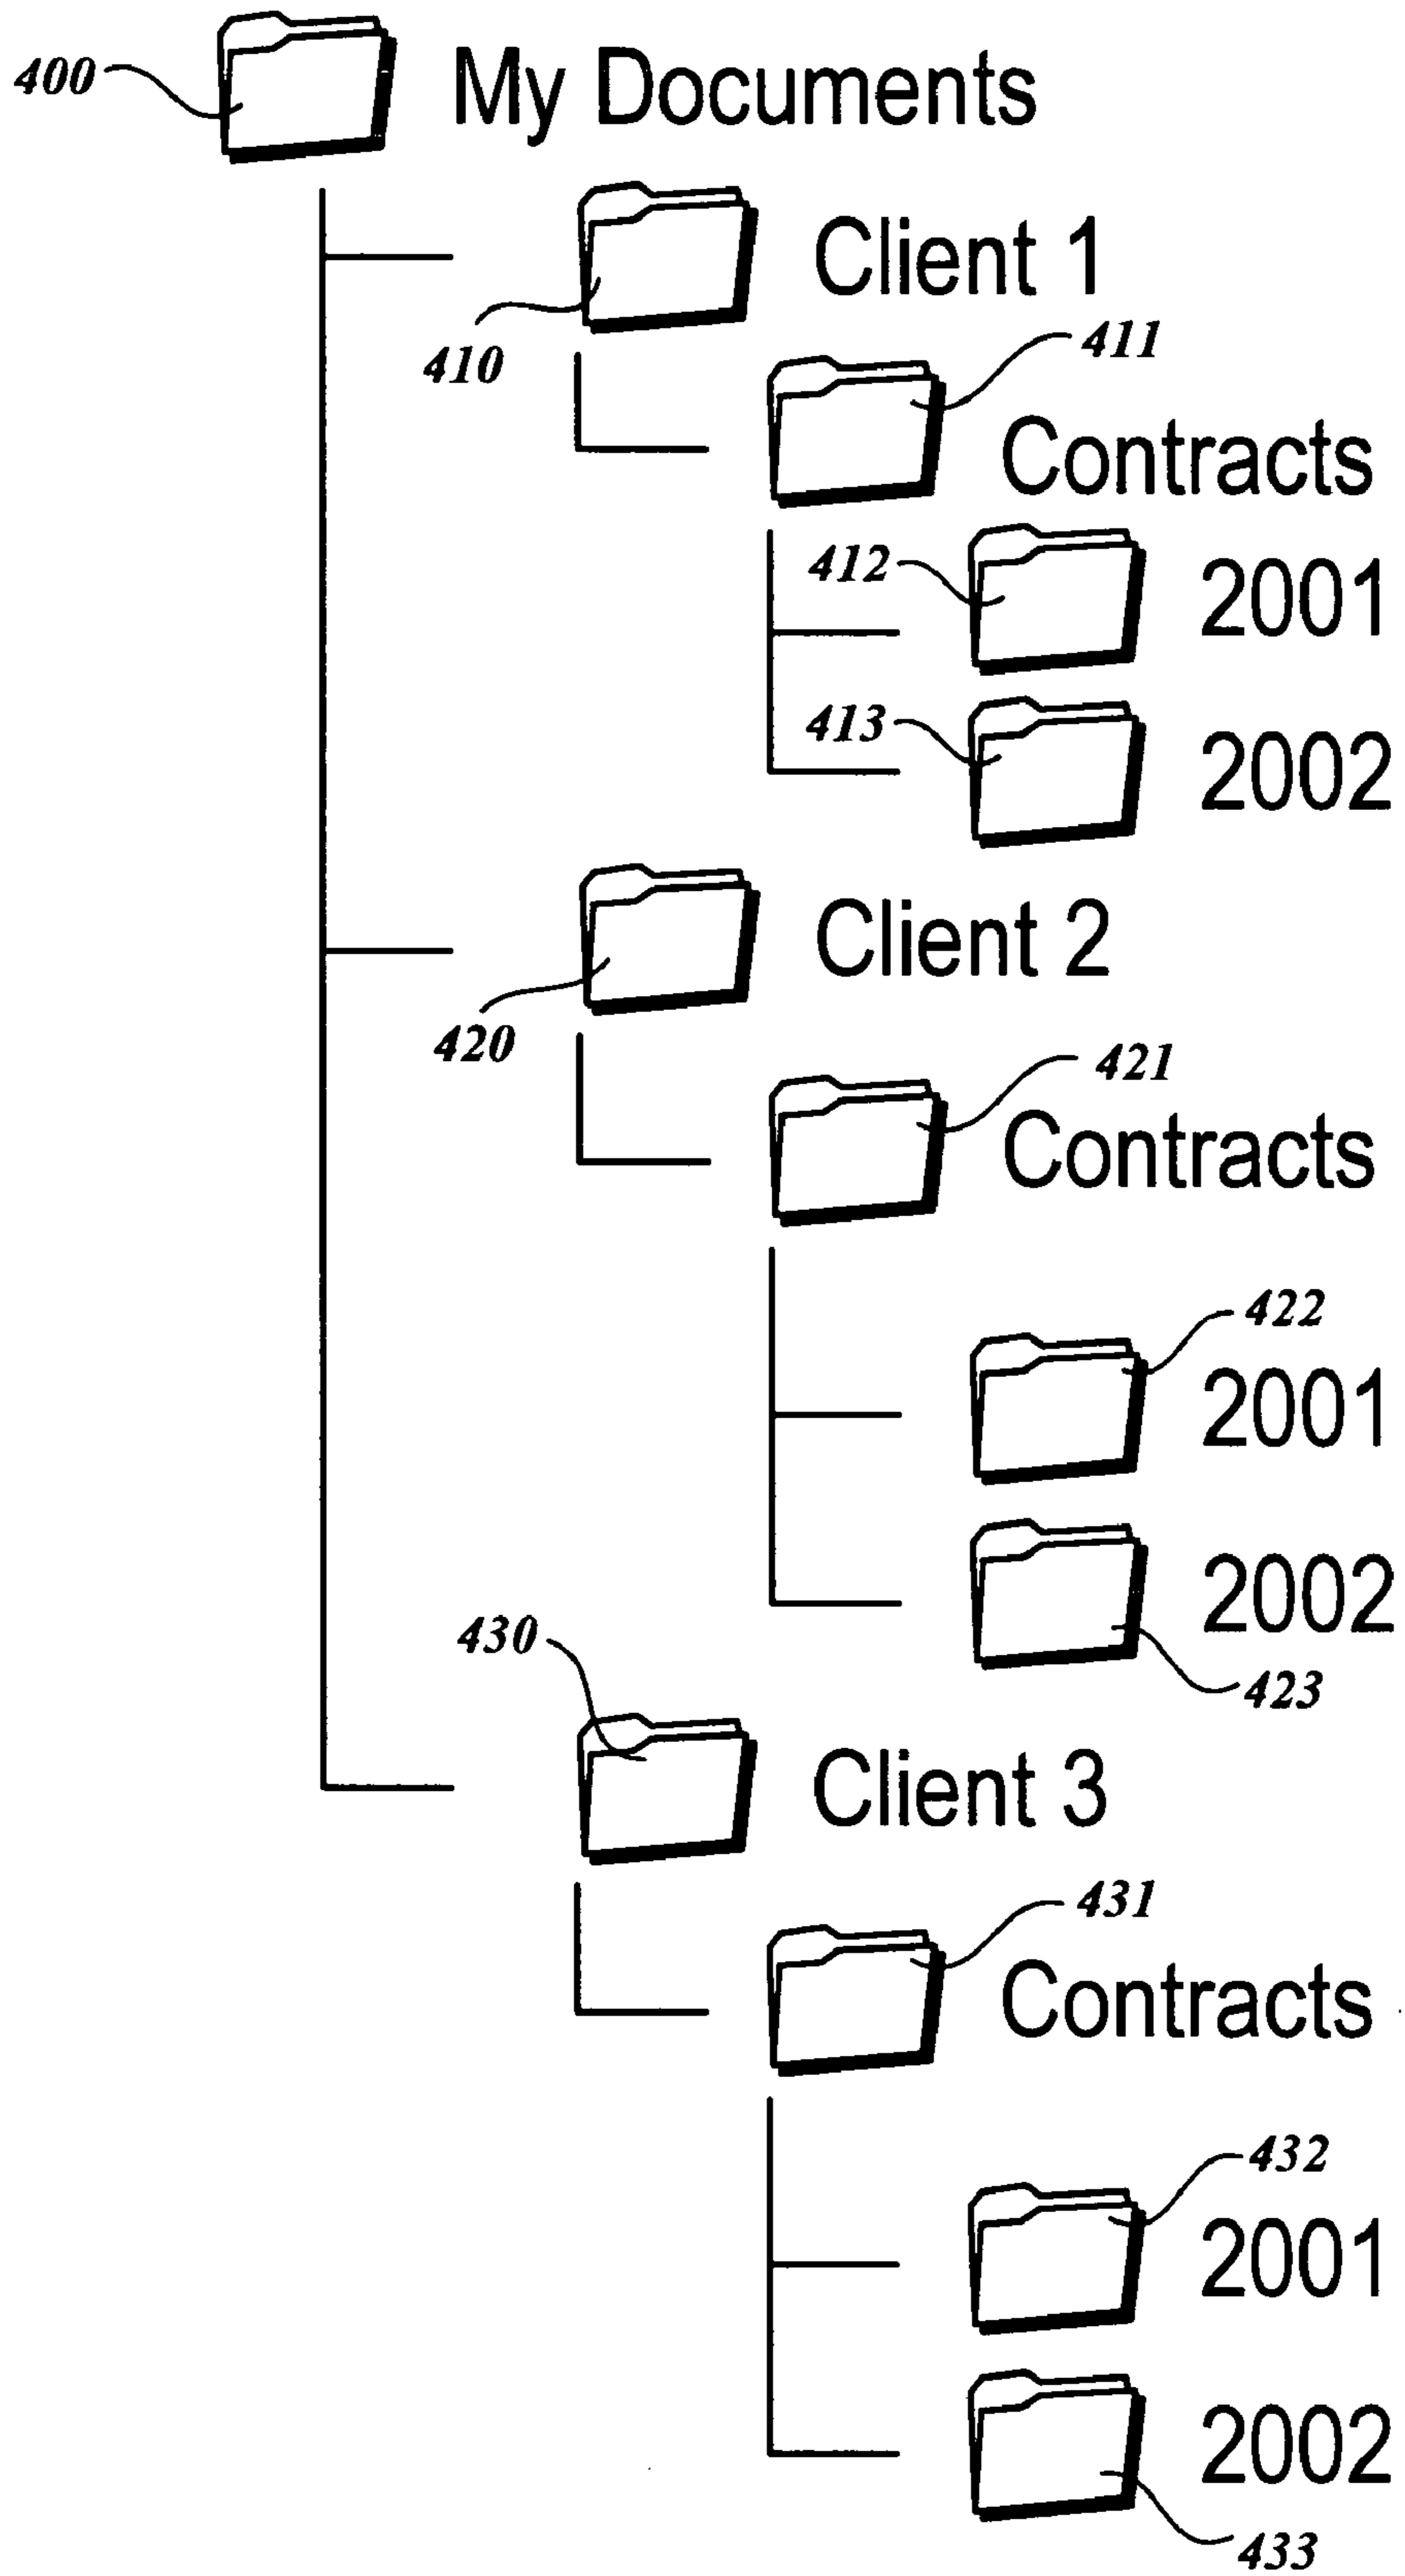 400 My Documents
Client 1
410
411
Contracts
412 2001
413 2002
Client 2
420
421
Contracts
422
2001
2002
423
430
Client 3
431
Contracts
432
2001
2002
433